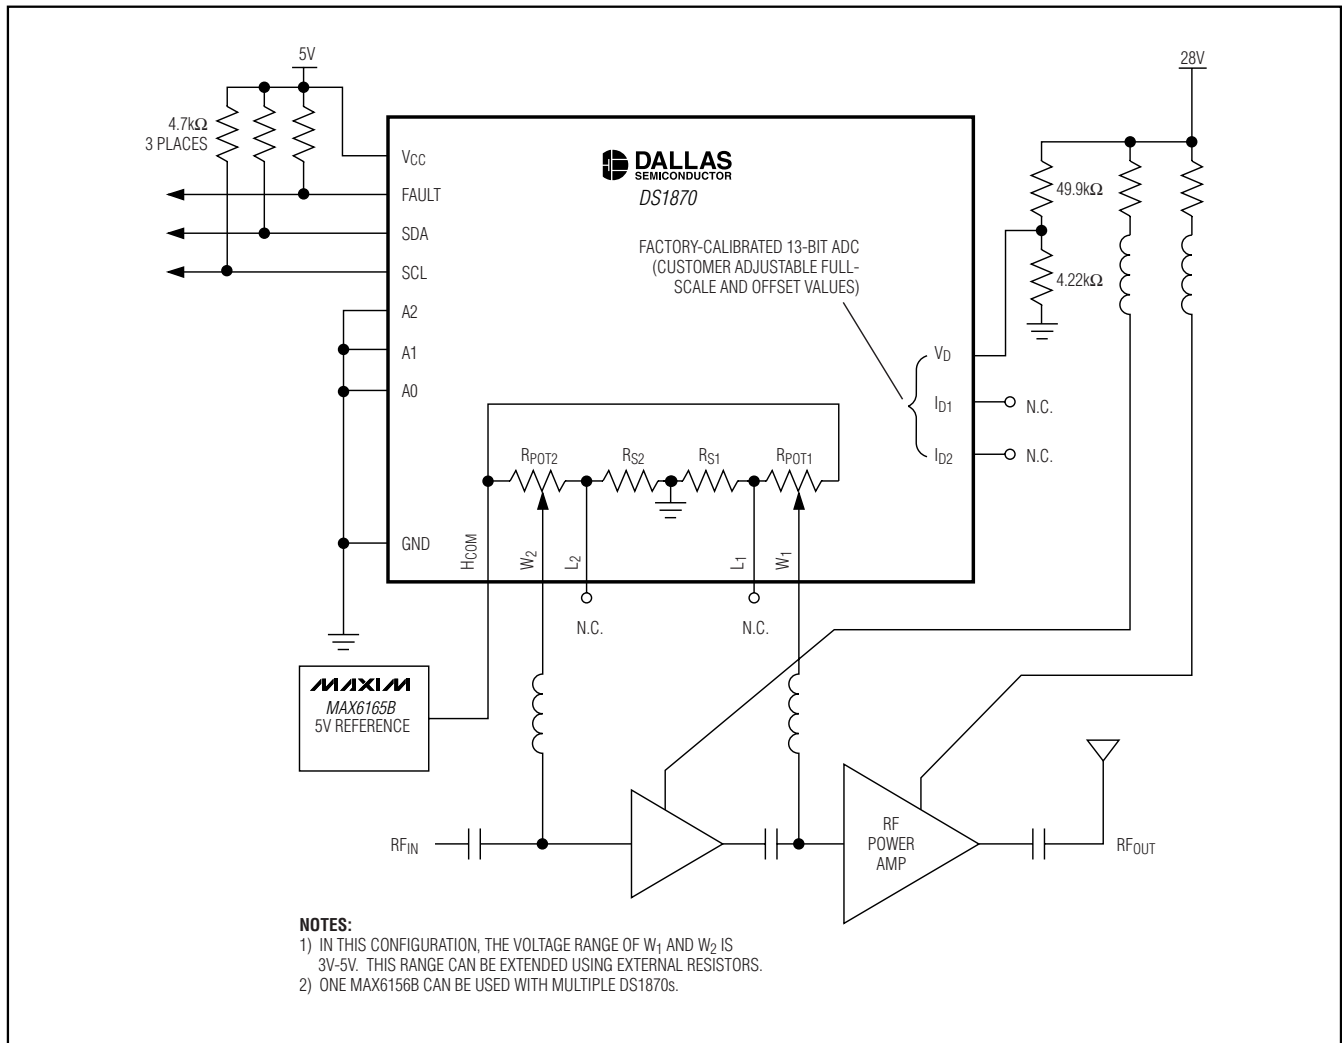 5V
28V
4.7kΩ
3 PLACES
VCC
FAULT
SDA
SCL
A2
A1
A0
GND
DALLAS
SEMICONDUCTOR
DS1870
FACTORY-CALIBRATED 13-BIT ADC
(CUSTOMER ADJUSTABLE FULL-
SCALE AND OFFSET VALUES)
49.9kΩ
4.22kΩ
VD
ID1
N.C.
ID2
N.C.
RPOT2
RS2
RS1
RPOT1
HCOM
W2
L2
L1
W1
N.C.
N.C.
MAXIM
MAX6165B
5V REFERENCE
RFIN
RF
POWER
AMP
RFOUT
NOTES:
1) IN THIS CONFIGURATION, THE VOLTAGE RANGE OF W1 AND W2 IS
3V-5V. THIS RANGE CAN BE EXTENDED USING EXTERNAL RESISTORS.
2) ONE MAX6156B CAN BE USED WITH MULTIPLE DS1870s.